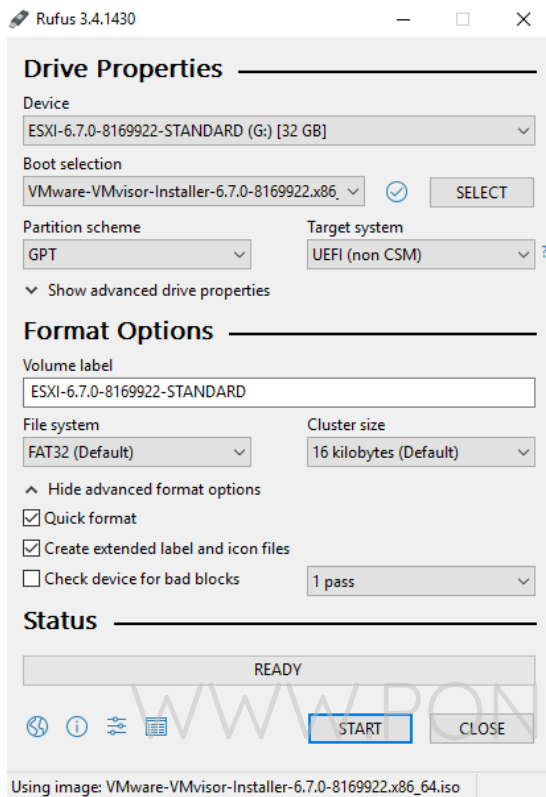 Rufus 3.4.1430
Drive Properties
Device
ESXI-6.7.0-8169922-STANDARD (G:) [32 GB]
Boot selection
VMware-VMvisor-Installer-6.7.0-8169922.x86_
SELECT
Partition scheme Target system
GPT UEFI (non CSM) ?
Show advanced drive properties
Format Options
Volume label
ESXI-6.7.0-8169922-STANDARD
File system Cluster size
FAT32 (Default) 16 kilobytes (Default)
Hide advanced format options
Quick format
Create extended label and icon files
Check device for bad blocks 1 pass
Status
READY
WWW.PON
START CLOSE
Using image: VMware-VMvisor-Installer-6.7.0-8169922.x86_64.iso